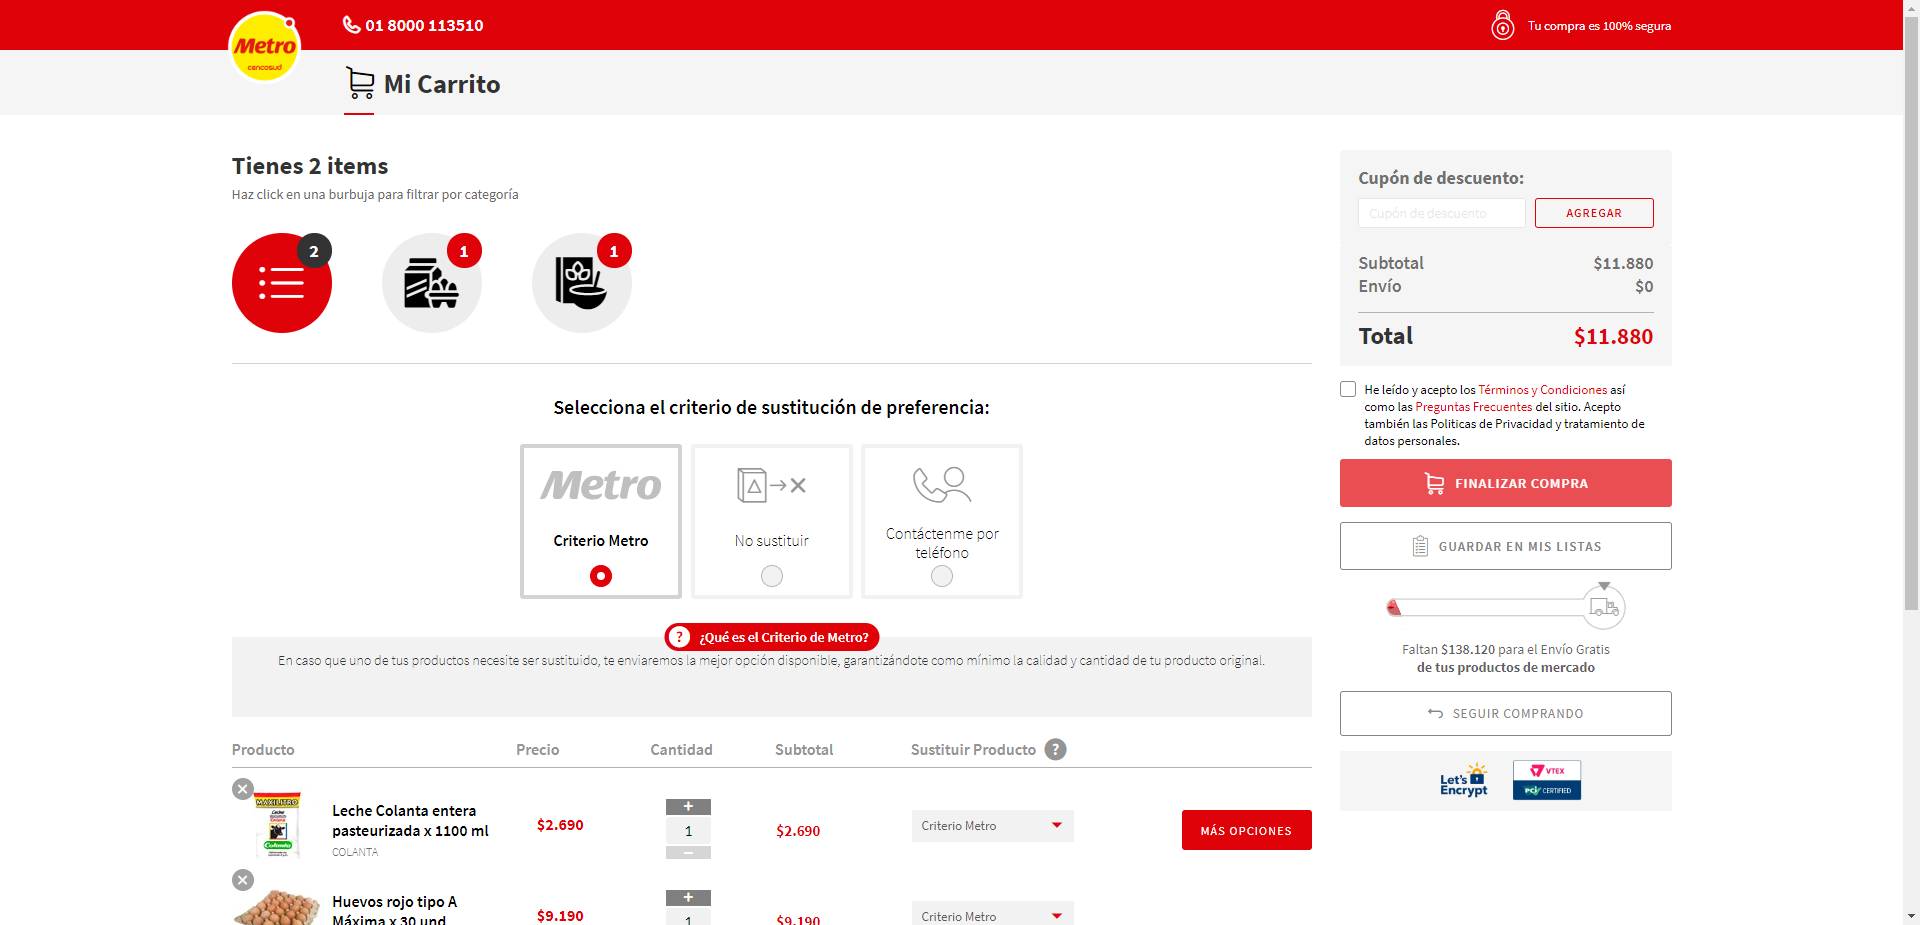 Metro
cencosud
01 8000 113510
Tu compra es 100% segura
Mi Carrito
Tienes 2 items
Haz click en una burbuja para filtrar por categoría
2
1
1
Selecciona el criterio de sustitución de preferencia:
Metro
Criterio Metro
No sustituir
Contáctenme por
teléfono
? ¿Qué es el Criterio de Metro?
En caso que uno de tus productos necesite ser sustituido, te enviaremos la mejor opción disponible, garantizándote como mínimo la calidad y cantidad de tu producto original.
Producto Precio Cantidad Subtotal Sustituir Producto ?
MAXILITRO
Leche
Entera
Colanta
Leche Colanta entera
pasteurizada x 1100 ml
COLANTA
$2.690
+
1
−
$2.690
Criterio Metro
MÁS OPCIONES
Huevos rojo tipo A
Máxima x 30 und
$9.190
+
1
$9.190
Criterio Metro
Cupón de descuento:
Cupón de descuento
AGREGAR
Subtotal $11.880
Envío $0
Total $11.880
He leído y acepto los Términos y Condiciones así
como las Preguntas Frecuentes del sitio. Acepto
también las Politicas de Privacidad y tratamiento de
datos personales.
FINALIZAR COMPRA
GUARDAR EN MIS LISTAS
Faltan $138.120 para el Envío Gratis
de tus productos de mercado
SEGUIR COMPRANDO
Let's
Encrypt
VTEX
PCI CERTIFIED